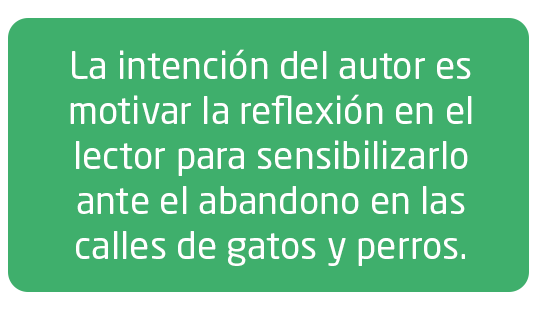 La intención del autor es
motivar la reflexión en el
lector para sensibilizarlo
ante el abandono en las
calles de gatos y perros.